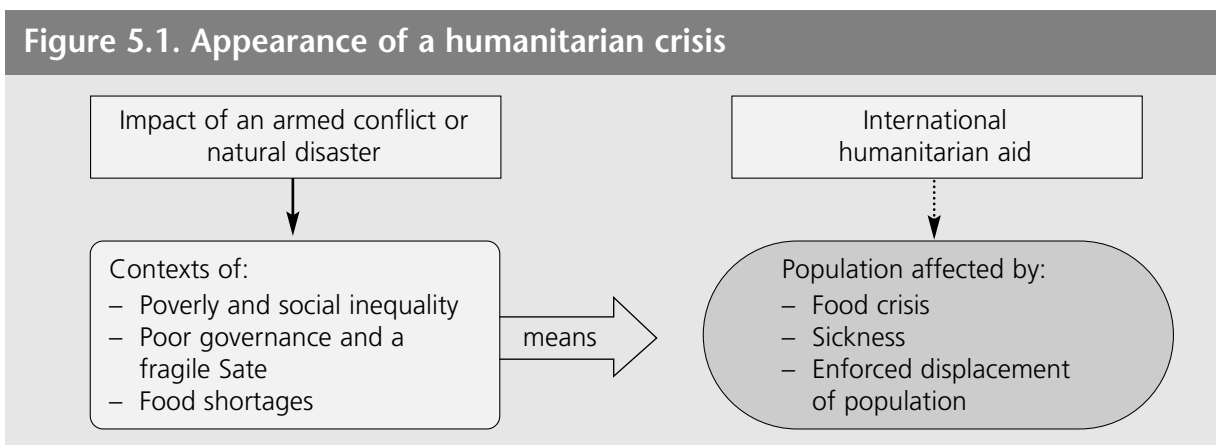 Figure 5.1. Appearance of a humanitarian crisis
Impact of an armed conflict or
natural disaster
International
humanitarian aid
Contexts of:
– Poverly and social inequality
– Poor governance and a
fragile Sate
– Food shortages
means
Population affected by:
– Food crisis
– Sickness
– Enforced displacement
of population